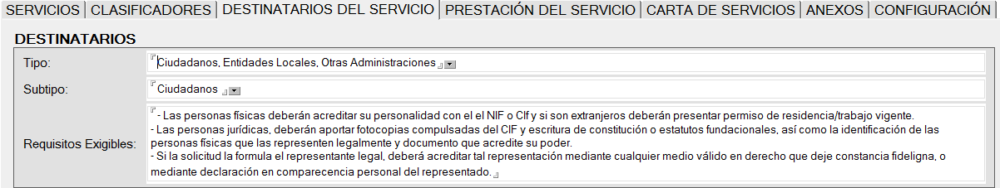 SERVICIOS | CLASIFICADORES | DESTINATARIOS DEL SERVICIO | PRESTACIÓN DEL SERVICIO | CARTA DE SERVICIOS | ANEXOS | CONFIGURACIÓN
DESTINATARIOS
Tipo: Ciudadanos, Entidades Locales, Otras Administraciones
Subtipo: Ciudadanos
Requisitos Exigibles:
- Las personas físicas deberán acreditar su personalidad con el el NIF o CIf y si son extranjeros deberán presentar permiso de residencia/trabajo vigente.
- Las personas jurídicas, deberán aportar fotocopias compulsadas del CIF y escritura de constitución o estatutos fundacionales, así como la identificación de las
personas físicas que las representen legalmente y documento que acredite su poder.
- Si la solicitud la formula el representante legal, deberá acreditar tal representación mediante cualquier medio válido en derecho que deje constancia fideligna, o
mediante declaración en comparecencia personal del representado.